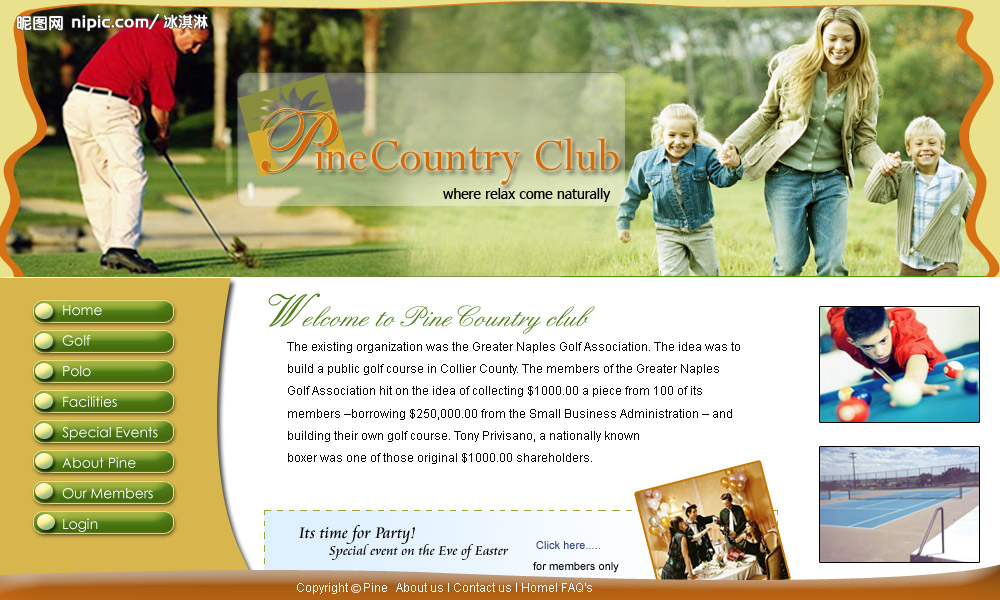 昵图网 nipic.com/ 冰淇淋
PineCountry Club
where relax come naturally
Home
Golf
Polo
Facilities
Special Events
About Pine
Our Members
Login
Welcome to PineCountry club
The existing organization was the Greater Naples Golf Association. The idea was to
build a public golf course in Collier County. The members of the Greater Naples
Golf Association hit on the idea of collecting $1000.00 a piece from 100 of its
members –borrowing $250,000.00 from the Small Business Administration – and
building their own golf course. Tony Privisano, a nationally known
boxer was one of those original $1000.00 shareholders.
Its time for Party!
Special event on the Eve of Easter
Click here.....
for members only
Copyright © Pine About us I Contact us I HomeI FAQ's